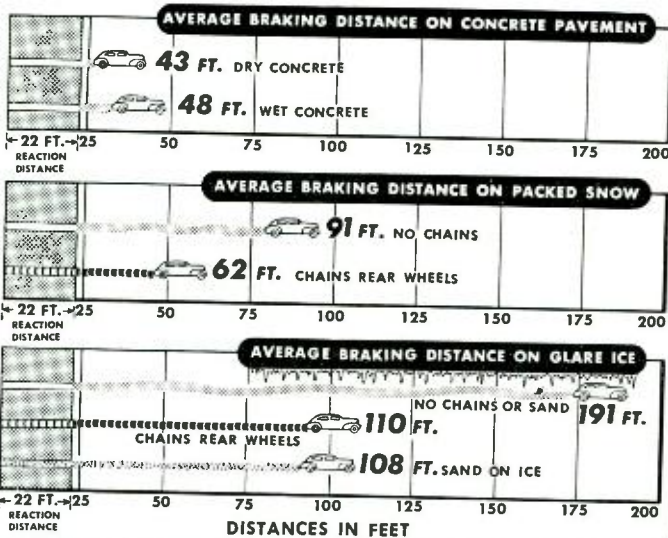 AVERAGE BRAKING DISTANCE ON CONCRETE PAVEMENT
43 FT. DRY CONCRETE
48 FT. WET CONCRETE
22 FT. 25 50 75 100 125 150 175 200
REACTION
DISTANCE
AVERAGE BRAKING DISTANCE ON PACKED SNOW
91 FT. NO CHAINS
62 FT. CHAINS REAR WHEELS
22 FT. 25 50 75 100 125 150 175 200
REACTION
DISTANCE
AVERAGE BRAKING DISTANCE ON GLARE ICE
NO CHAINS OR SAND 191 FT.
CHAINS REAR WHEELS 110 FT.
108 FT. SAND ON ICE
22 FT. 25 50 75 100 125 150 175 200
REACTION
DISTANCE
DISTANCES IN FEET